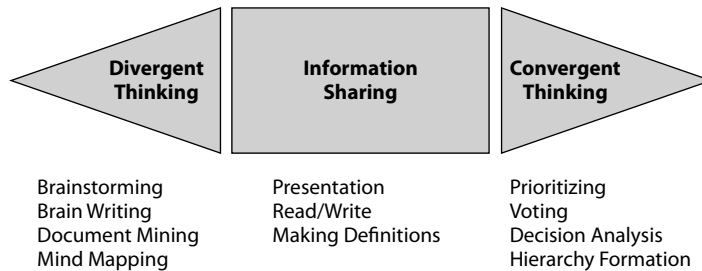 Divergent
Thinking
Information
Sharing
Convergent
Thinking
Brainstorming
Brain Writing
Document Mining
Mind Mapping
Presentation
Read/Write
Making Definitions
Prioritizing
Voting
Decision Analysis
Hierarchy Formation